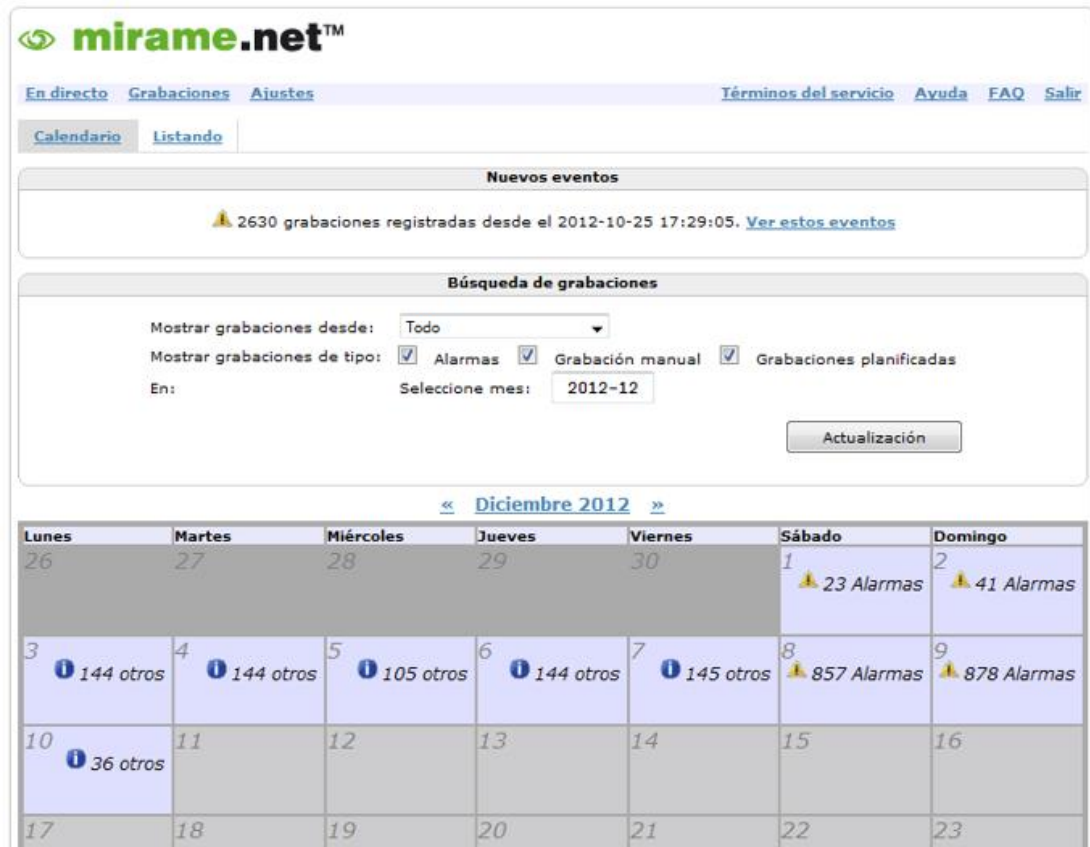 mirame.net™
En directo Grabaciones Ajustes Términos del servicio Ayuda FAQ Salir
Calendario Listando
Nuevos eventos
2630 grabaciones registradas desde el 2012-10-25 17:29:05. Ver estos eventos
Búsqueda de grabaciones
Mostrar grabaciones desde: Todo
Mostrar grabaciones de tipo: Alarmas Grabación manual Grabaciones planificadas
En: Seleccione mes: 2012-12
Actualización
« Diciembre 2012 »
Lunes Martes Miércoles Jueves Viernes Sábado Domingo
26 27 28 29 30 1 2
23 Alarmas 41 Alarmas
3 4 5 6 7 8 9
144 otros 144 otros 105 otros 144 otros 145 otros 857 Alarmas 878 Alarmas
10 11 12 13 14 15 16
36 otros
17 18 19 20 21 22 23